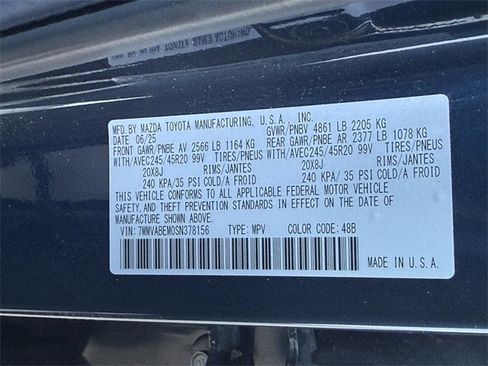 MFD.BY MAZDA TOYOTA MANUFACTURING, U.S.A., INC.
DATE 06/25 GVWR/PNBV 4861 LB 2205 KG
FRONT GAWR/PNBE AV 2566 LB 1164 KG REAR GAWR/PNBE AR 2377 LB 1078 KG
WITH/AVEC245/45R20 99V TIRES/PNEUS WITH/AVEC245/45R20 99V TIRES/PNEUS
20X8J 20X8J
240 KPA/35 PSI COLD/A FROID 240 KPA/35 PSI COLD/A FROID
THIS VEHICLE CONFORMS TO ALL APPLICABLE FEDERAL MOTOR VEHICLE
SAFETY, AND THEFT PREVENTION STANDARDS IN EFFECT ON THE DATE OF
MANUFACTURE SHOWN ABOVE.
VIN: 7MMVABEM0SN378156 TYPE: MPV COLOR CODE: 48B
MADE IN U.S.A.